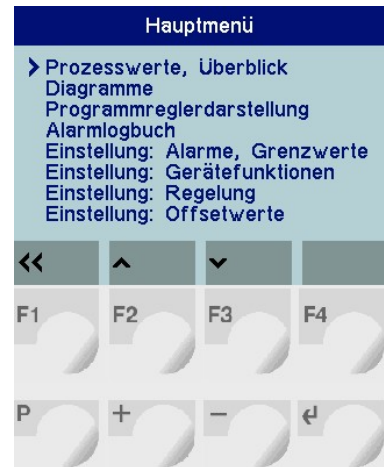 Hauptmenü
Prozesswerte, Überblick
Diagramme
Programmreglerdarstellung
Alarmlogbuch
Einstellung: Alarme, Grenzwerte
Einstellung: Gerätefunktionen
Einstellung: Regelung
Einstellung: Offsetwerte
F1 F2 F3 F4
P + -